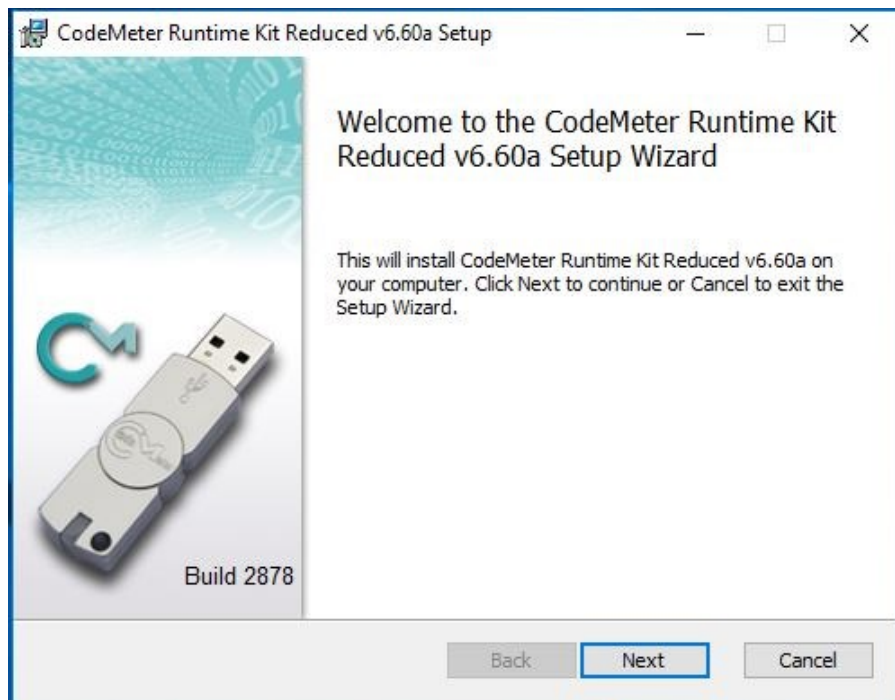 CodeMeter Runtime Kit Reduced v6.60a Setup
Welcome to the CodeMeter Runtime Kit
Reduced v6.60a Setup Wizard
This will install CodeMeter Runtime Kit Reduced v6.60a on
your computer. Click Next to continue or Cancel to exit the
Setup Wizard.
CM
Build 2878
Back
Next
Cancel